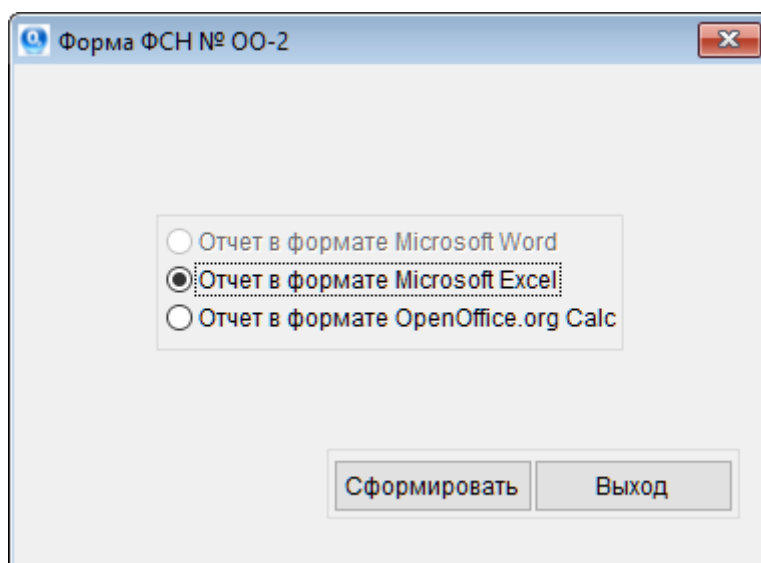 Форма ФСН № ОО-2
Отчет в формате Microsoft Word
Отчет в формате Microsoft Excel
Отчет в формате OpenOffice.org Calc
Сформировать Выход